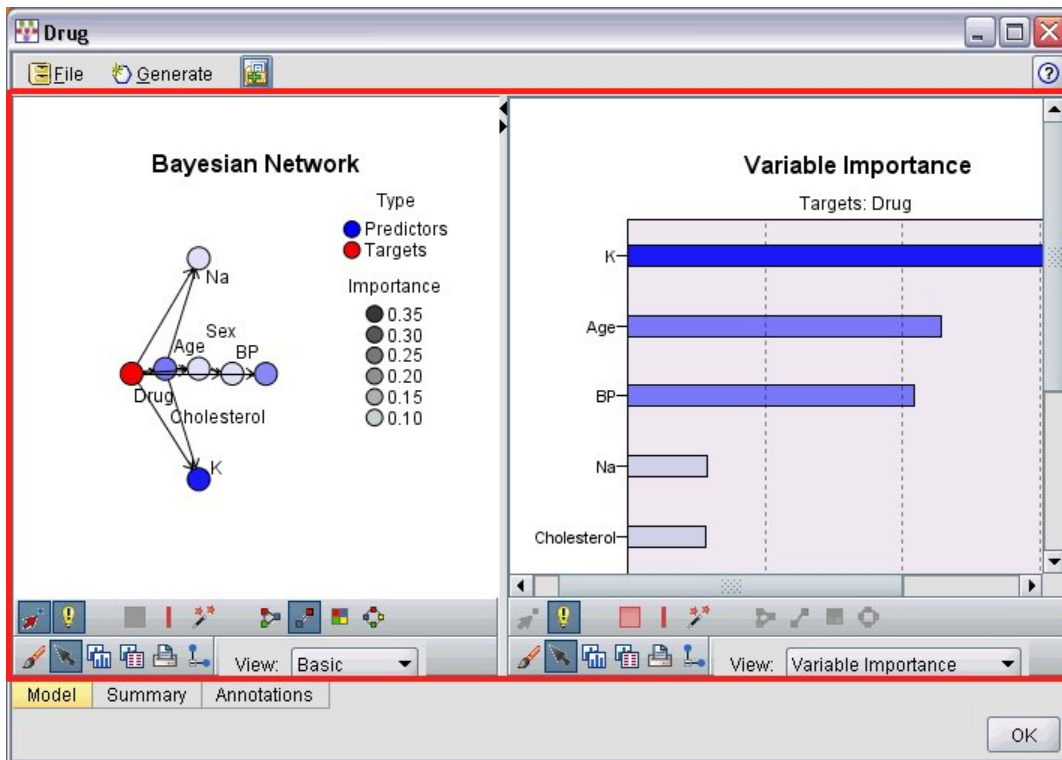 Drug
File Generate
Bayesian Network
Type
Predictors
Targets
Importance
0.35
0.30
0.25
0.20
0.15
0.10
Na
Sex
Age
BP
Drug
Cholesterol
K
Variable Importance
Targets: Drug
K
Age
BP
Na
Cholesterol
View: Basic
View: Variable Importance
Model Summary Annotations
OK